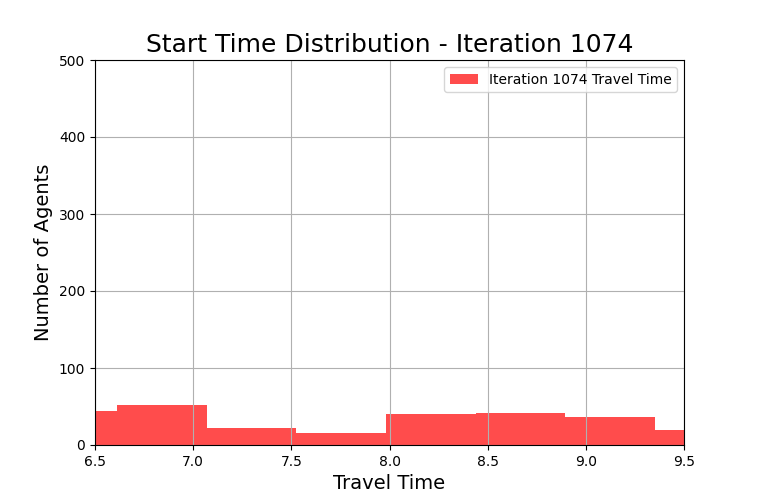 Start Time Distribution - Iteration 1074
Iteration 1074 Travel Time
Number of Agents
500
400
300
200
100
0
6.5 7.0 7.5 8.0 8.5 9.0 9.5
Travel Time